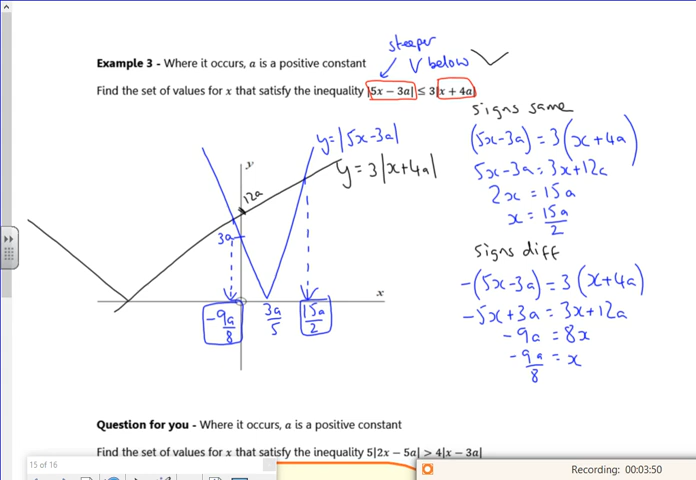 steeper
V below
Example 3 - Where it occurs, a is a positive constant
Find the set of values for x that satisfy the inequality |5x − 3a| ≤ 3|x + 4a|
signs same
(5x-3a) = 3(x+4a)
5x-3a = 3x+12a
2x = 15a
x = 15a/2
signs diff
-(5x-3a) = 3(x+4a)
-5x+3a = 3x+12a
-9a = 8x
-9a/8 = x
y=|5x-3a|
y=3|x+4a|
y
12a
3a
x
-9a/8
3a/5
15a/2
Question for you - Where it occurs, a is a positive constant
Find the set of values for x that satisfy the inequality 5|2x − 5a| > 4|x − 3a|
15 of 16
Recording: 00:03:50